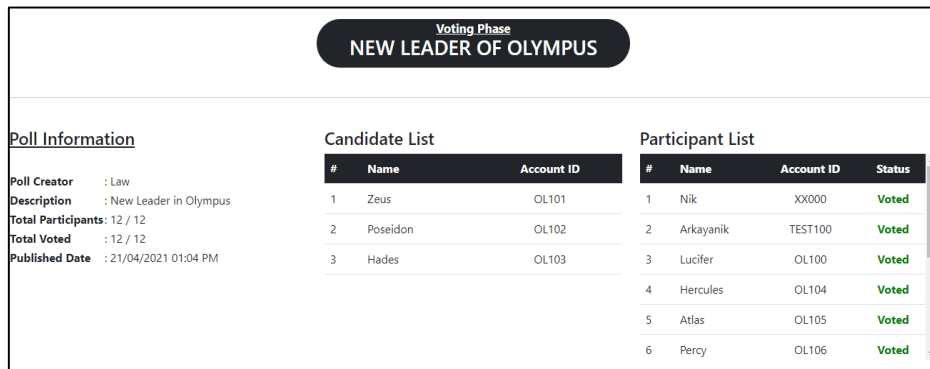 Voting Phase
NEW LEADER OF OLYMPUS
Poll Information
Poll Creator : Law
Description : New Leader in Olympus
Total Participants: 12 / 12
Total Voted : 12 / 12
Published Date : 21/04/2021 01:04 PM
Candidate List
# Name Account ID
1 Zeus OL101
2 Poseidon OL102
3 Hades OL103
Participant List
# Name Account ID Status
1 Nik XX000 Voted
2 Arkayanik TEST100 Voted
3 Lucifer OL100 Voted
4 Hercules OL104 Voted
5 Atlas OL105 Voted
6 Percy OL106 Voted